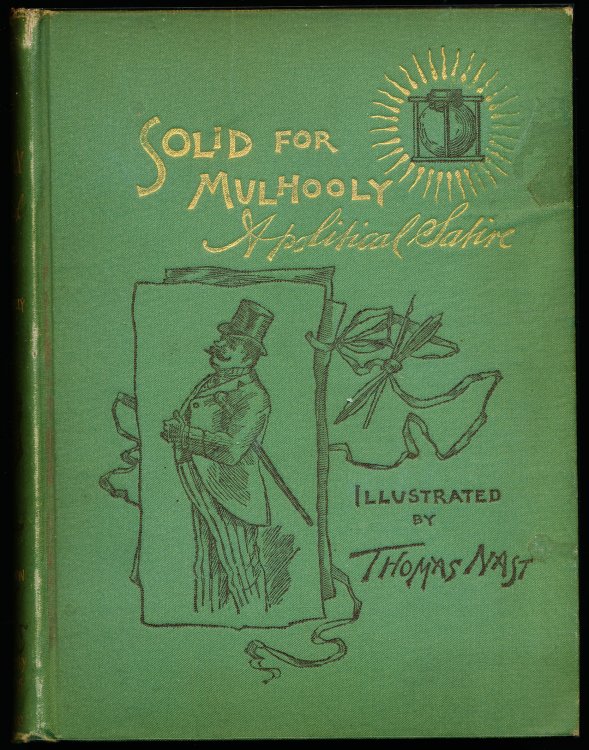 SOLID FOR
MULHOOLY
A political Satire
ILLUSTRATED
BY
THOMAS NAST